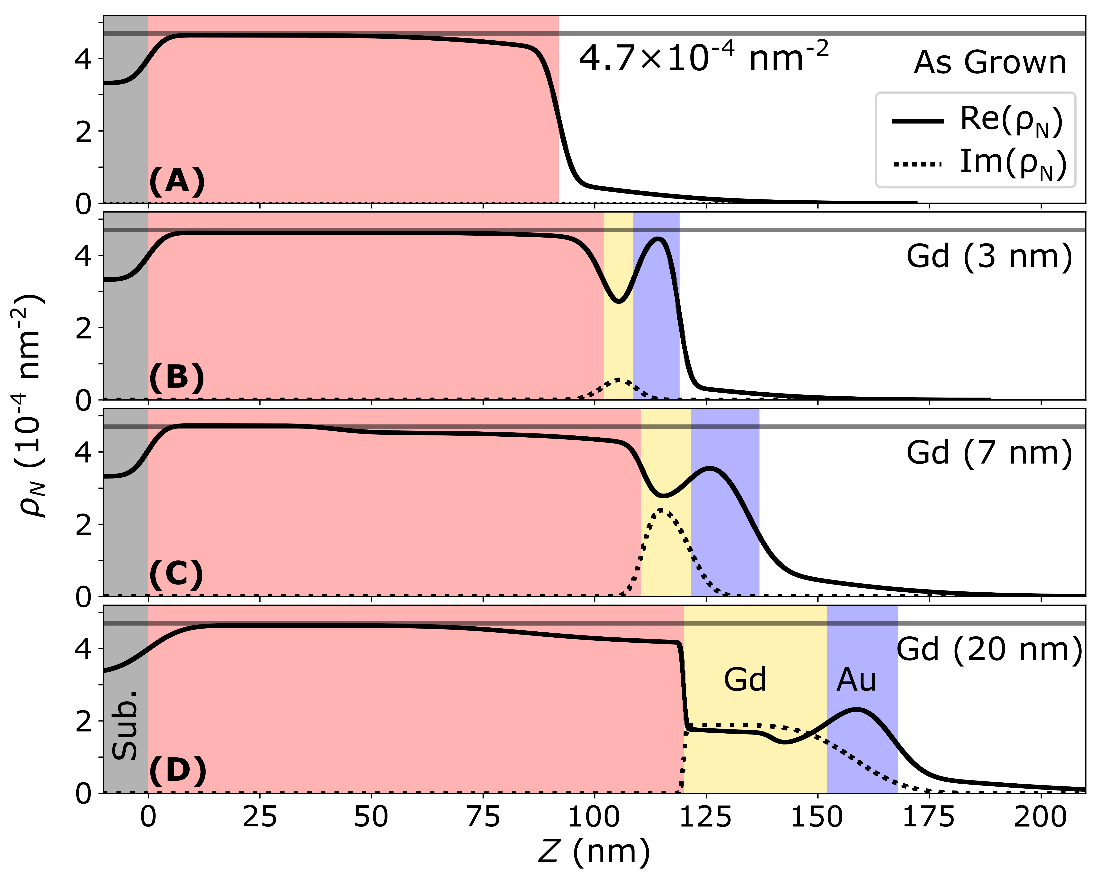 4.7×10⁻⁴ nm⁻²
As Grown
Re(ρN)
Im(ρN)
(A)
4
2
0
Gd (3 nm)
(B)
4
2
0
Gd (7 nm)
(C)
4
2
0
Gd (20 nm)
Gd
Au
Sub.
(D)
4
2
0
ρN (10⁻⁴ nm⁻²)
0 25 50 75 100 125 150 175 200
Z (nm)